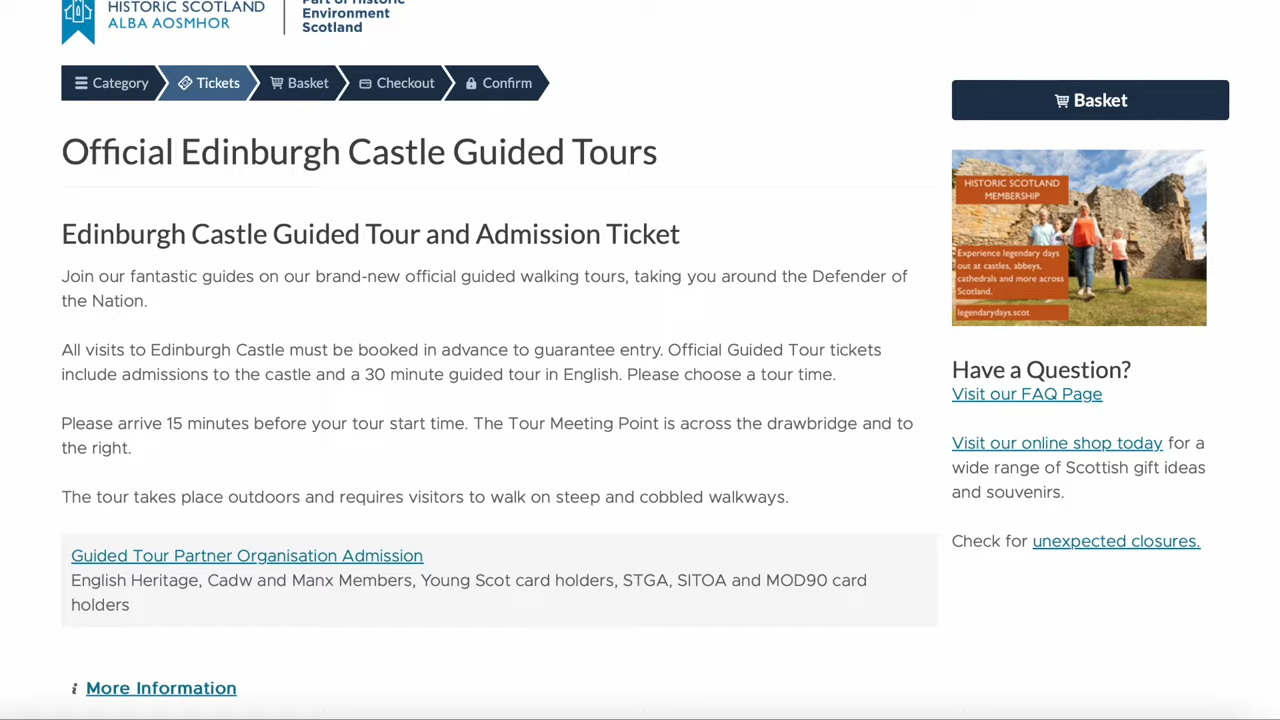 HISTORIC SCOTLAND
ALBA AOSMHOR
Part of Historic
Environment
Scotland
Category
Tickets
Basket
Checkout
Confirm
Basket
Official Edinburgh Castle Guided Tours
Edinburgh Castle Guided Tour and Admission Ticket
Join our fantastic guides on our brand-new official guided walking tours, taking you around the Defender of
the Nation.
All visits to Edinburgh Castle must be booked in advance to guarantee entry. Official Guided Tour tickets
include admissions to the castle and a 30 minute guided tour in English. Please choose a tour time.
Please arrive 15 minutes before your tour start time. The Tour Meeting Point is across the drawbridge and to
the right.
The tour takes place outdoors and requires visitors to walk on steep and cobbled walkways.
Guided Tour Partner Organisation Admission
English Heritage, Cadw and Manx Members, Young Scot card holders, STGA, SITOA and MOD90 card
holders
i More Information
HISTORIC SCOTLAND
MEMBERSHIP
Experience legendary days
out at castles, abbeys,
cathedrals and more across
Scotland.
legendarydays.scot
Have a Question?
Visit our FAQ Page
Visit our online shop today for a
wide range of Scottish gift ideas
and souvenirs.
Check for unexpected closures.